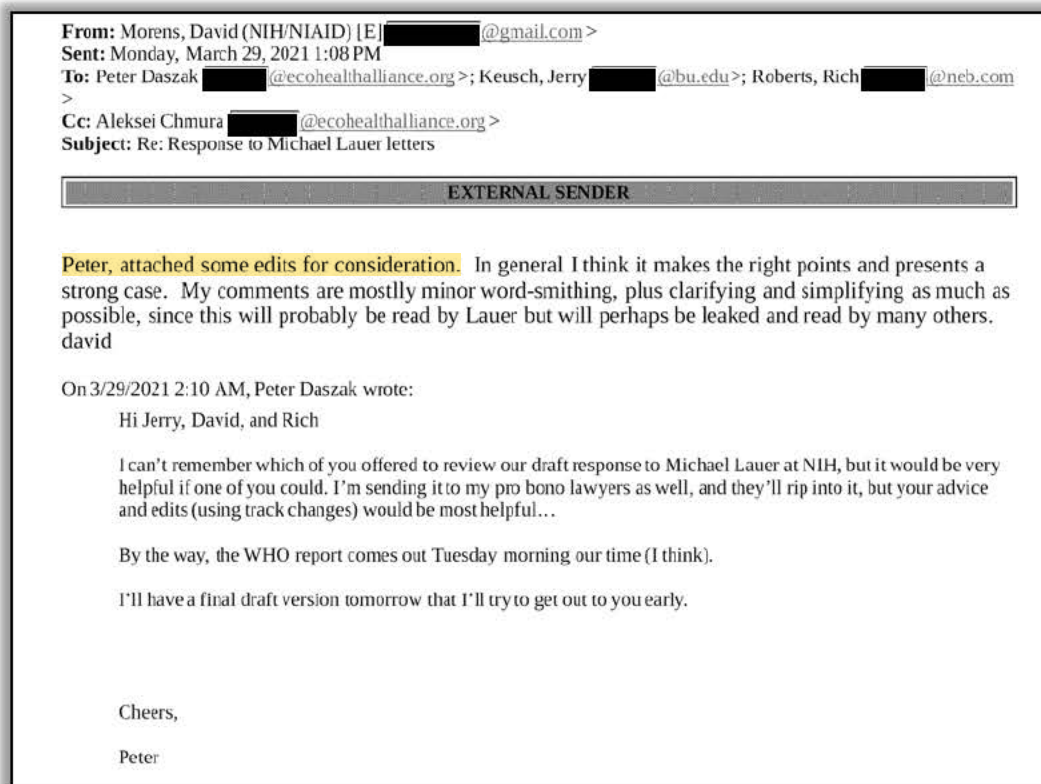 From: Morens, David (NIH/NIAID) [E] @gmail.com >
Sent: Monday, March 29, 2021 1:08 PM
To: Peter Daszak @ecohealthalliance.org>; Keusch, Jerry @bu.edu>; Roberts, Rich @neb.com
>
Cc: Aleksei Chmura @ecohealthalliance.org >
Subject: Re: Response to Michael Lauer letters
EXTERNAL SENDER
Peter, attached some edits for consideration. In general I think it makes the right points and presents a
strong case. My comments are mostlly minor word-smithing, plus clarifying and simplifying as much as
possible, since this will probably be read by Lauer but will perhaps be leaked and read by many others.
david
On 3/29/2021 2:10 AM, Peter Daszak wrote:
Hi Jerry, David, and Rich
I can't remember which of you offered to review our draft response to Michael Lauer at NIH, but it would be very
helpful if one of you could. I'm sending it to my pro bono lawyers as well, and they'll rip into it, but your advice
and edits (using track changes) would be most helpful…
By the way, the WHO report comes out Tuesday morning our time (I think).
I'll have a final draft version tomorrow that I'll try to get out to you early.
Cheers,
Peter